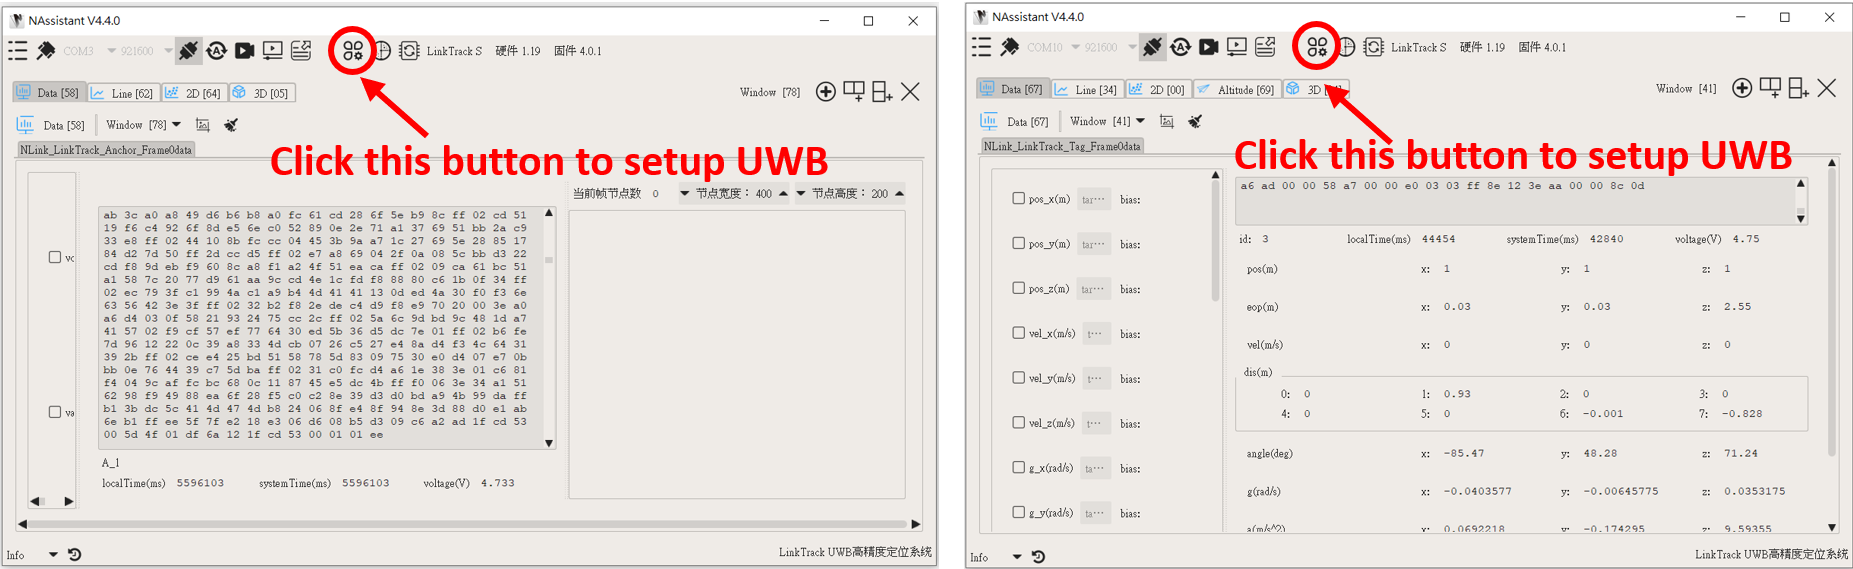 NAssistant V4.4.0
COM3
921600
LinkTrack S 硬件 1.19 固件 4.0.1
Data [58] Line [62] 2D [64] 3D [05]
Window [78]
Data [58] Window [78]
NLink_LinkTrack_Anchor_Frame0data
Click this button to setup UWB
当前帧节点数 0 节点宽度： 400 节点高度： 200
ab 3c a0 a8 49 d6 b6 b8 a0 fc 61 cd 28 6f 5e b9 8c ff 02 cd 51
19 f6 c4 92 6f 8d e5 6e c0 52 89 0e 2e 71 a1 37 69 51 bb 2a c9
33 e8 ff 02 44 10 8b fc cc 04 45 3b 9a a7 1c 27 69 5e 28 85 17
84 d2 7d 50 ff 2d cc d5 ff 02 e7 a8 69 04 2f 0a 08 5c bb d3 22
cd f8 9d eb f9 60 8c a8 f1 a2 4f 51 ea ca ff 02 09 ca 61 bc 51
a1 58 7c 20 77 d9 61 aa 9c cd 4e 1c fd f8 88 80 c6 1b 0f 34 ff
02 ec 79 3f c1 99 4a c1 a9 b4 4d 41 41 13 0d ed 4a 30 f0 f3 6e
63 56 42 3e 3f ff 02 32 b2 f8 2e de c4 d9 f8 e9 70 20 00 3e a0
a6 d4 03 0f 58 21 93 24 75 cc 2c ff 02 5a 6c 9d bd 9c 48 1d a7
41 57 02 f9 cf 57 ef 77 64 30 ed 5b 36 d5 dc 7e 01 ff 02 b6 fe
7d 96 12 22 0c 39 a8 33 4d cb 07 26 c5 27 e4 8a d4 f3 4c 64 31
39 2b ff 02 ce e4 25 bd 51 58 78 5d 83 09 75 30 e0 d4 07 e7 0b
bb 0e 76 44 39 c7 5d ba ff 02 31 c0 fc d4 a6 1e 38 3e 01 c6 81
f4 04 9c af fc bc 68 0c 11 87 45 e5 dc 4b ff f0 06 3e 34 a1 51
62 98 f9 49 88 ea 6f 28 f5 c0 c2 8e 39 d3 d0 bd a9 4b 99 da ff
b1 3b dc 5c 41 4d 47 4d b8 24 06 8f e4 8f 94 8e 3d 88 d0 e1 ab
6e b1 ff ee 5f 7f e2 18 e3 06 d6 08 b5 d3 09 c6 a2 ad 1f cd 53
00 5d 4f 01 df 6a 12 1f cd 53 00 01 01 ee
A_1
localTime(ms) 5596103 systemTime(ms) 5596103 voltage(V) 4.733
Info
LinkTrack UWB高精度定位系统
NAssistant V4.4.0
COM10
921600
LinkTrack S 硬件 1.19 固件 4.0.1
Data [67] Line [34] 2D [00] Altitude [69] 3D
Window [41]
Data [67] Window [41]
NLink_LinkTrack_Tag_Frame0data
Click this button to setup UWB
pos_x(m) tar··· bias:
pos_y(m) tar··· bias:
pos_z(m) tar··· bias:
vel_x(m/s) t··· bias:
vel_y(m/s) t··· bias:
vel_z(m/s) t··· bias:
g_x(rad/s) ta··· bias:
g_y(rad/s) ta··· bias:
a6 ad 00 00 58 a7 00 00 e0 03 03 ff 8e 12 3e aa 00 00 8c 0d
id: 3 localTime(ms) 44454 systemTime(ms) 42840 voltage(V) 4.75
pos(m) x: 1 y: 1 z: 1
eop(m) x: 0.03 y: 0.03 z: 2.55
vel(m/s) x: 0 y: 0 z: 0
dis(m)
0: 0 1: 0.93 2: 0 3: 0
4: 0 5: 0 6: -0.001 7: -0.828
angle(deg) x: -85.47 y: 48.28 z: 71.24
g(rad/s) x: -0.0403577 y: -0.00645775 z: 0.0353175
a(m/s^2) x: 0.0692218 y: -0.174295 z: 9.59355
Info
LinkTrack UWB高精度定位系统